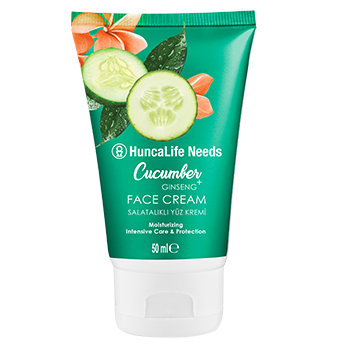 HuncaLife Needs
Cucumber
GINSENG+
FACE CREAM
SALATALIKLI YÜZ KREMİ
Moisturizing
Intensive Care & Protection
50 ml ℮